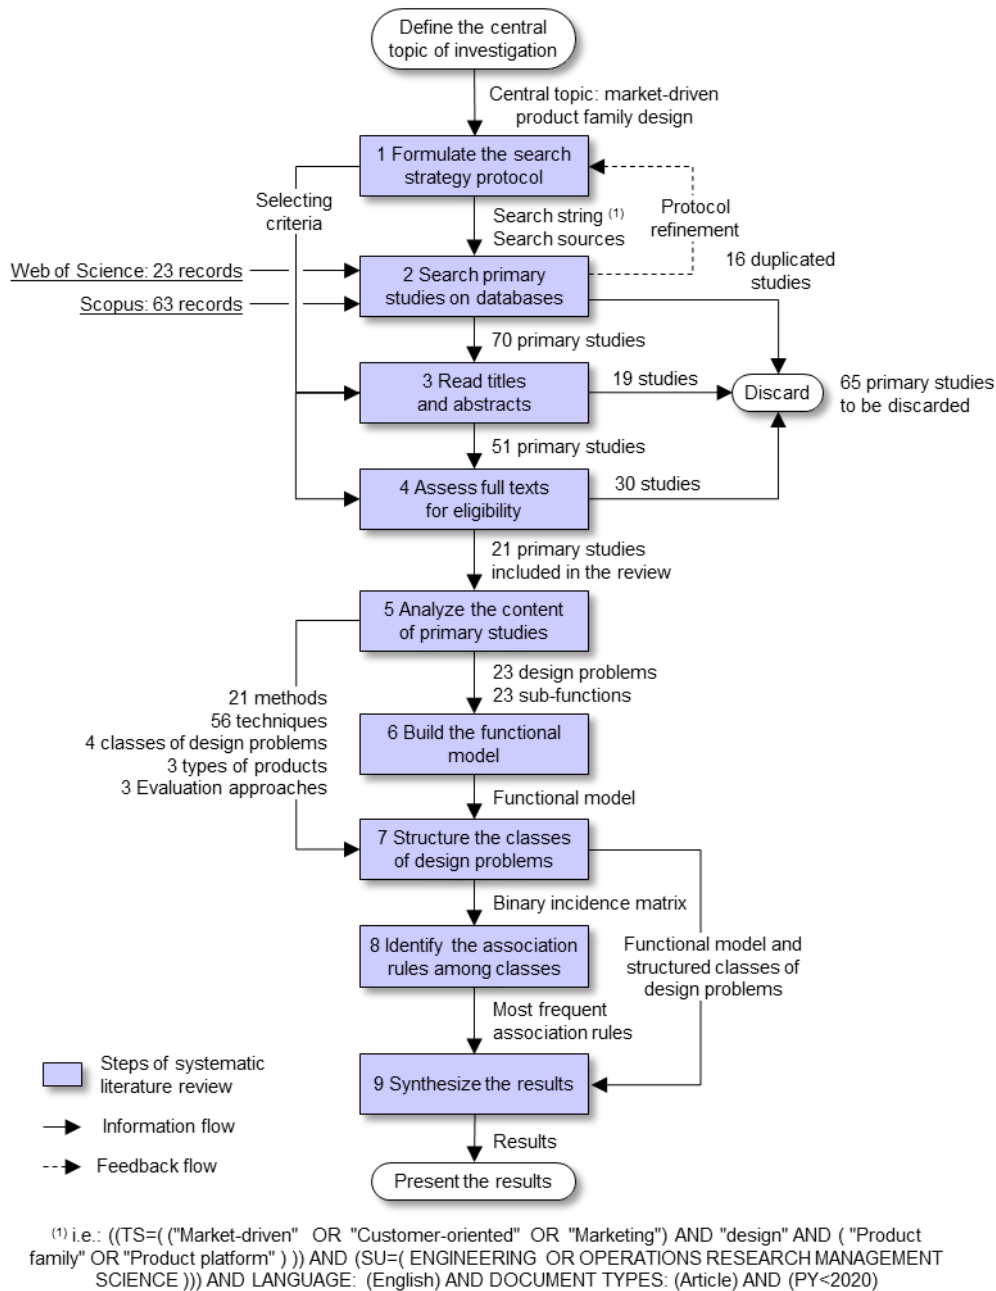 Define the central
topic of investigation
Central topic: market-driven
product family design
1 Formulate the search
strategy protocol
Selecting
criteria
Search string (1)
Search sources
Protocol
refinement
Web of Science: 23 records
Scopus: 63 records
2 Search primary
studies on databases
16 duplicated
studies
70 primary studies
3 Read titles
and abstracts
19 studies
Discard
65 primary studies
to be discarded
51 primary studies
4 Assess full texts
for eligibility
30 studies
21 primary studies
included in the review
5 Analyze the content
of primary studies
23 design problems
23 sub-functions
21 methods
56 techniques
4 classes of design problems
3 types of products
3 Evaluation approaches
6 Build the functional
model
Functional model
7 Structure the classes
of design problems
Binary incidence matrix
8 Identify the association
rules among classes
Functional model and
structured classes of
design problems
Most frequent
association rules
9 Synthesize the results
Results
Present the results
Steps of systematic
literature review
Information flow
Feedback flow
(1) i.e.: ((TS=( ("Market-driven" OR "Customer-oriented" OR "Marketing") AND "design" AND ( "Product
family" OR "Product platform" ) )) AND (SU=( ENGINEERING OR OPERATIONS RESEARCH MANAGEMENT
SCIENCE ))) AND LANGUAGE: (English) AND DOCUMENT TYPES: (Article) AND (PY<2020)